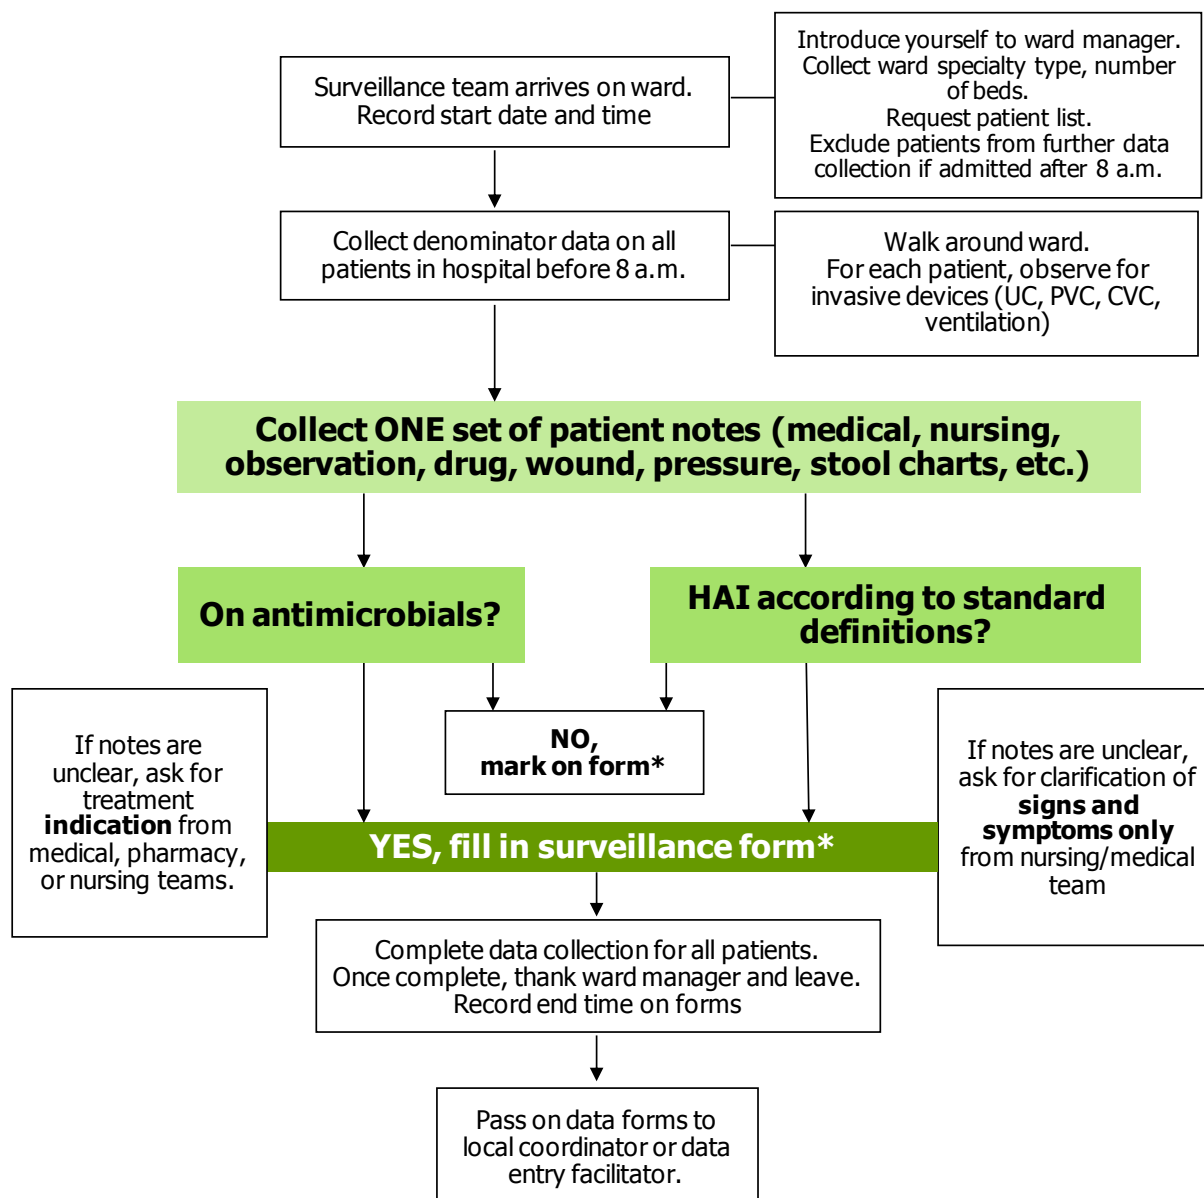 Surveillance team arrives on ward.
Record start date and time
Introduce yourself to ward manager.
Collect ward specialty type, number
of beds.
Request patient list.
Exclude patients from further data
collection if admitted after 8 a.m.
Collect denominator data on all
patients in hospital before 8 a.m.
Walk around ward.
For each patient, observe for
invasive devices (UC, PVC, CVC,
ventilation)
Collect ONE set of patient notes (medical, nursing,
observation, drug, wound, pressure, stool charts, etc.)
On antimicrobials?
HAI according to standard
definitions?
If notes are
unclear, ask for
treatment
indication from
medical, pharmacy,
or nursing teams.
NO,
mark on form*
If notes are unclear,
ask for clarification of
signs and
symptoms only
from nursing/medical
team
YES, fill in surveillance form*
Complete data collection for all patients.
Once complete, thank ward manager and leave.
Record end time on forms
Pass on data forms to
local coordinator or data
entry facilitator.